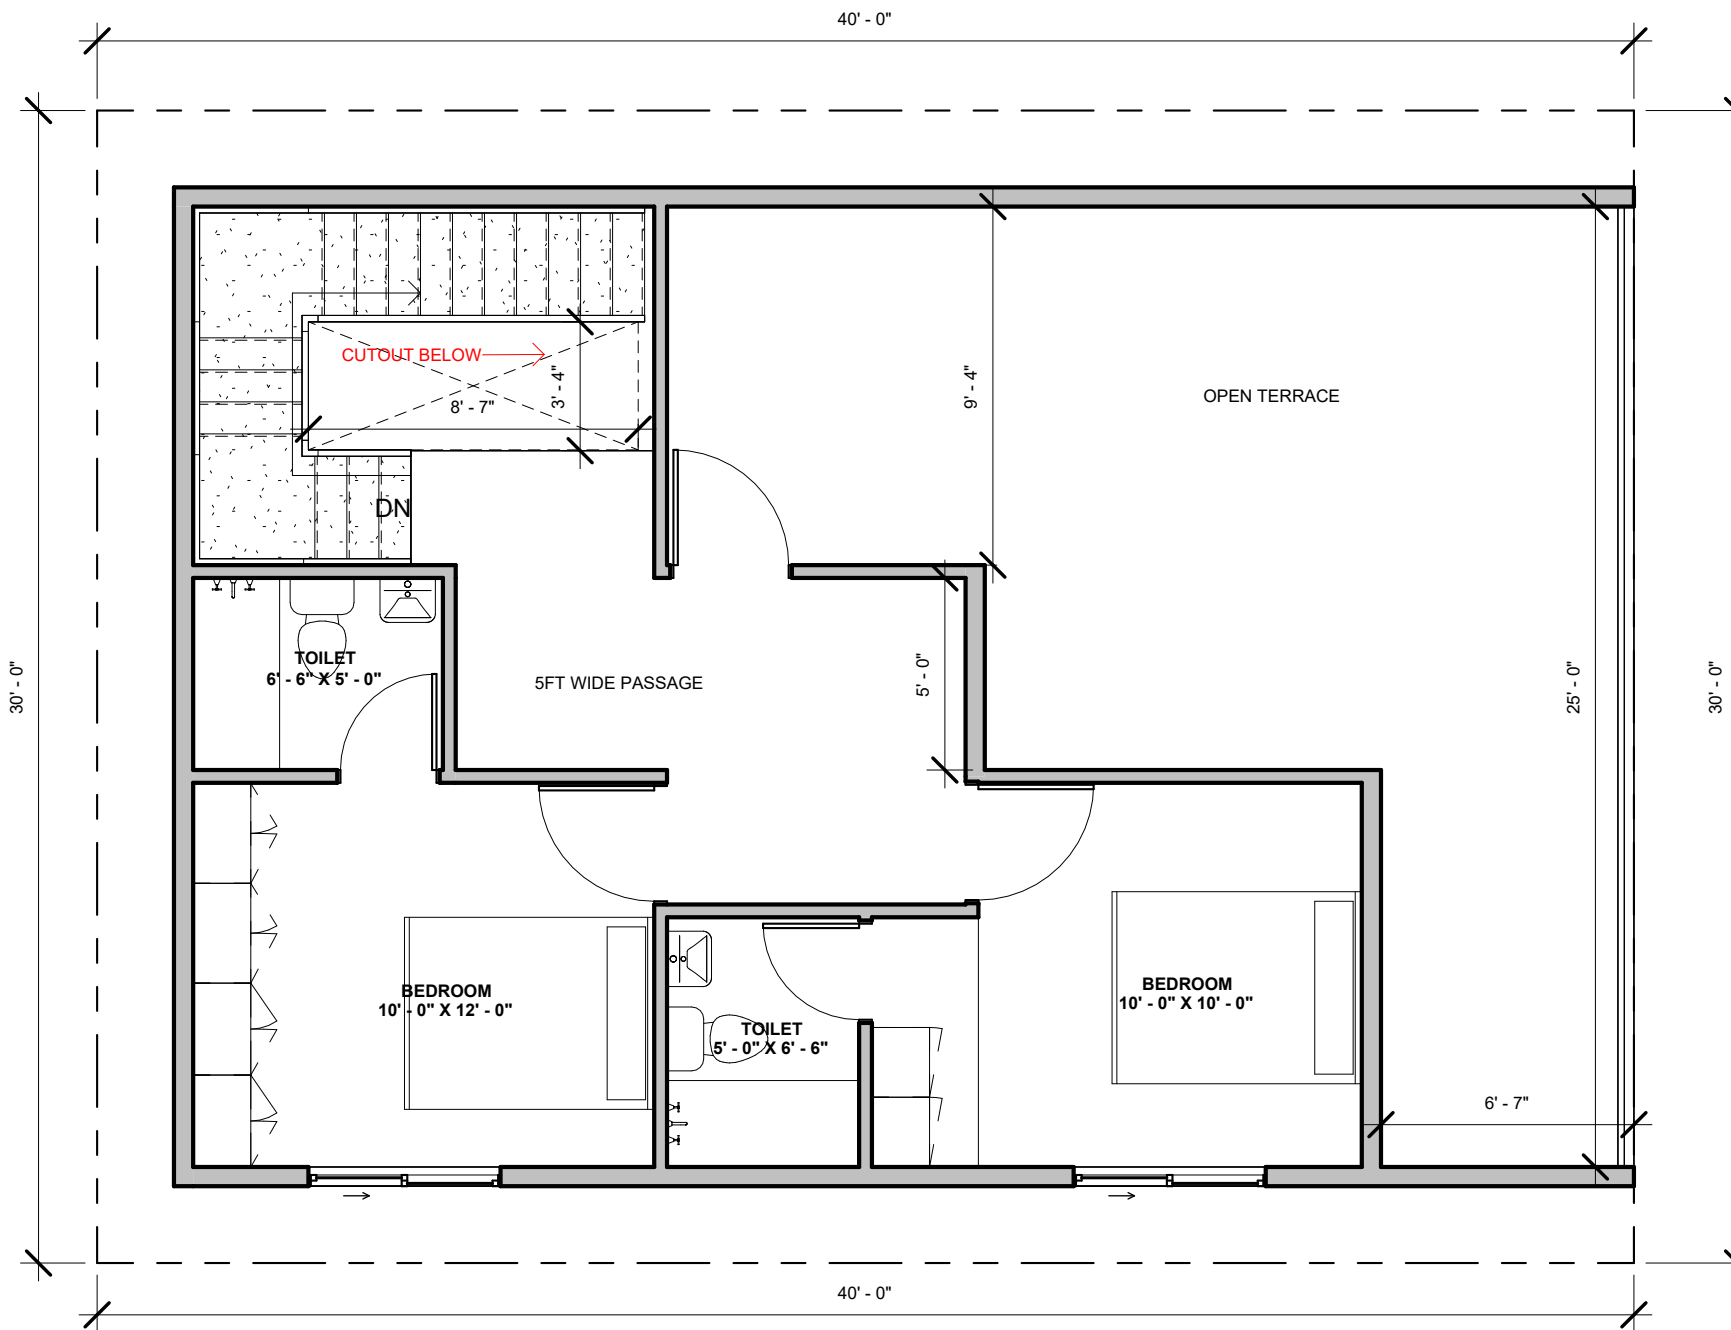 40' - 0"
CUTOUT BELOW
8' - 7"
3' - 4"
9' - 4"
OPEN TERRACE
DN
TOILET
6' - 6" X 5' - 0"
5FT WIDE PASSAGE
5' - 0"
30' - 0"
25' - 0"
30' - 0"
BEDROOM
10' - 0" X 12' - 0"
TOILET
5' - 0" X 6' - 6"
BEDROOM
10' - 0" X 10' - 0"
6' - 7"
40' - 0"